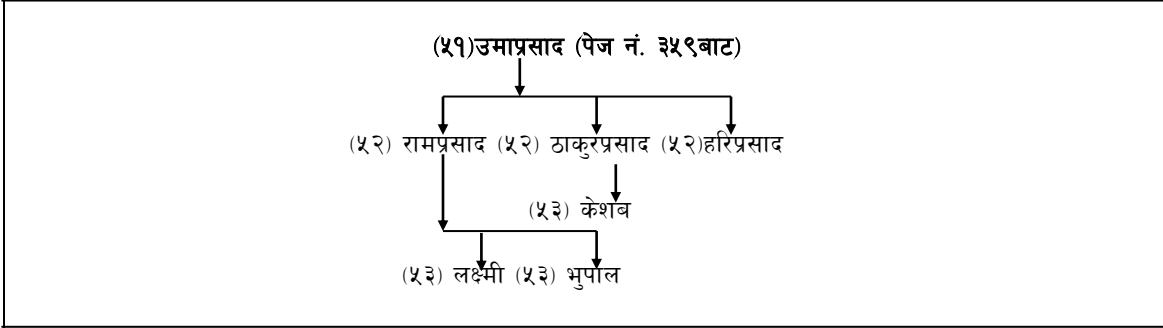 (५१)उमाप्रसाद (पेज नं. ३५९बाट)
(५२) रामप्रसाद (५२) ठाकुरप्रसाद (५२)हरिप्रसाद
(५३) केशब
(५३) लक्ष्मी (५३) भुपाल